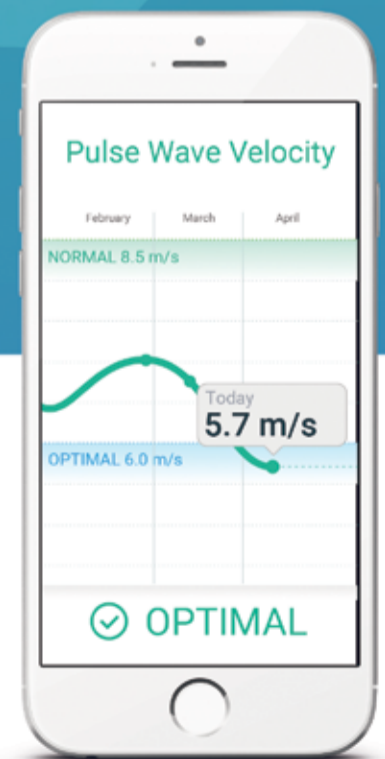 Pulse Wave Velocity
February March April
NORMAL 8.5 m/s
Today
5.7 m/s
OPTIMAL 6.0 m/s
OPTIMAL